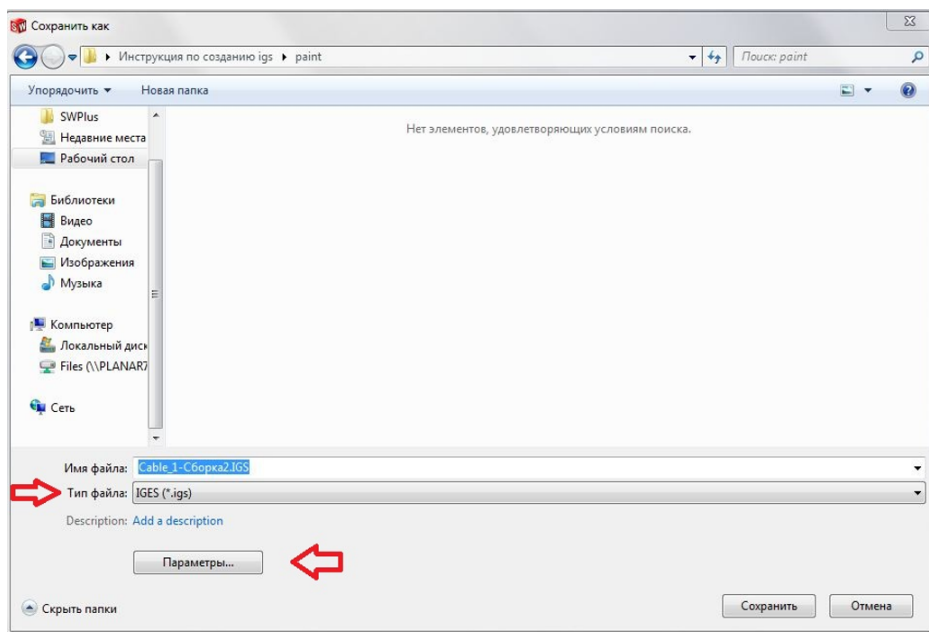 SW Сохранить как
Инструкция по созданию igs paint
Поиск: paint
Упорядочить
Новая папка
SWPlus
Недавние места
Рабочий стол
Библиотеки
Видео
Документы
Изображения
Музыка
Компьютер
Локальный диск
Files (\\PLANAR7
Сеть
Нет элементов, удовлетворяющих условиям поиска.
Имя файла: Cable_1-Сборка2.IGS
Тип файла: IGES (*.igs)
Description: Add a description
Параметры...
Скрыть папки
Сохранить
Отмена